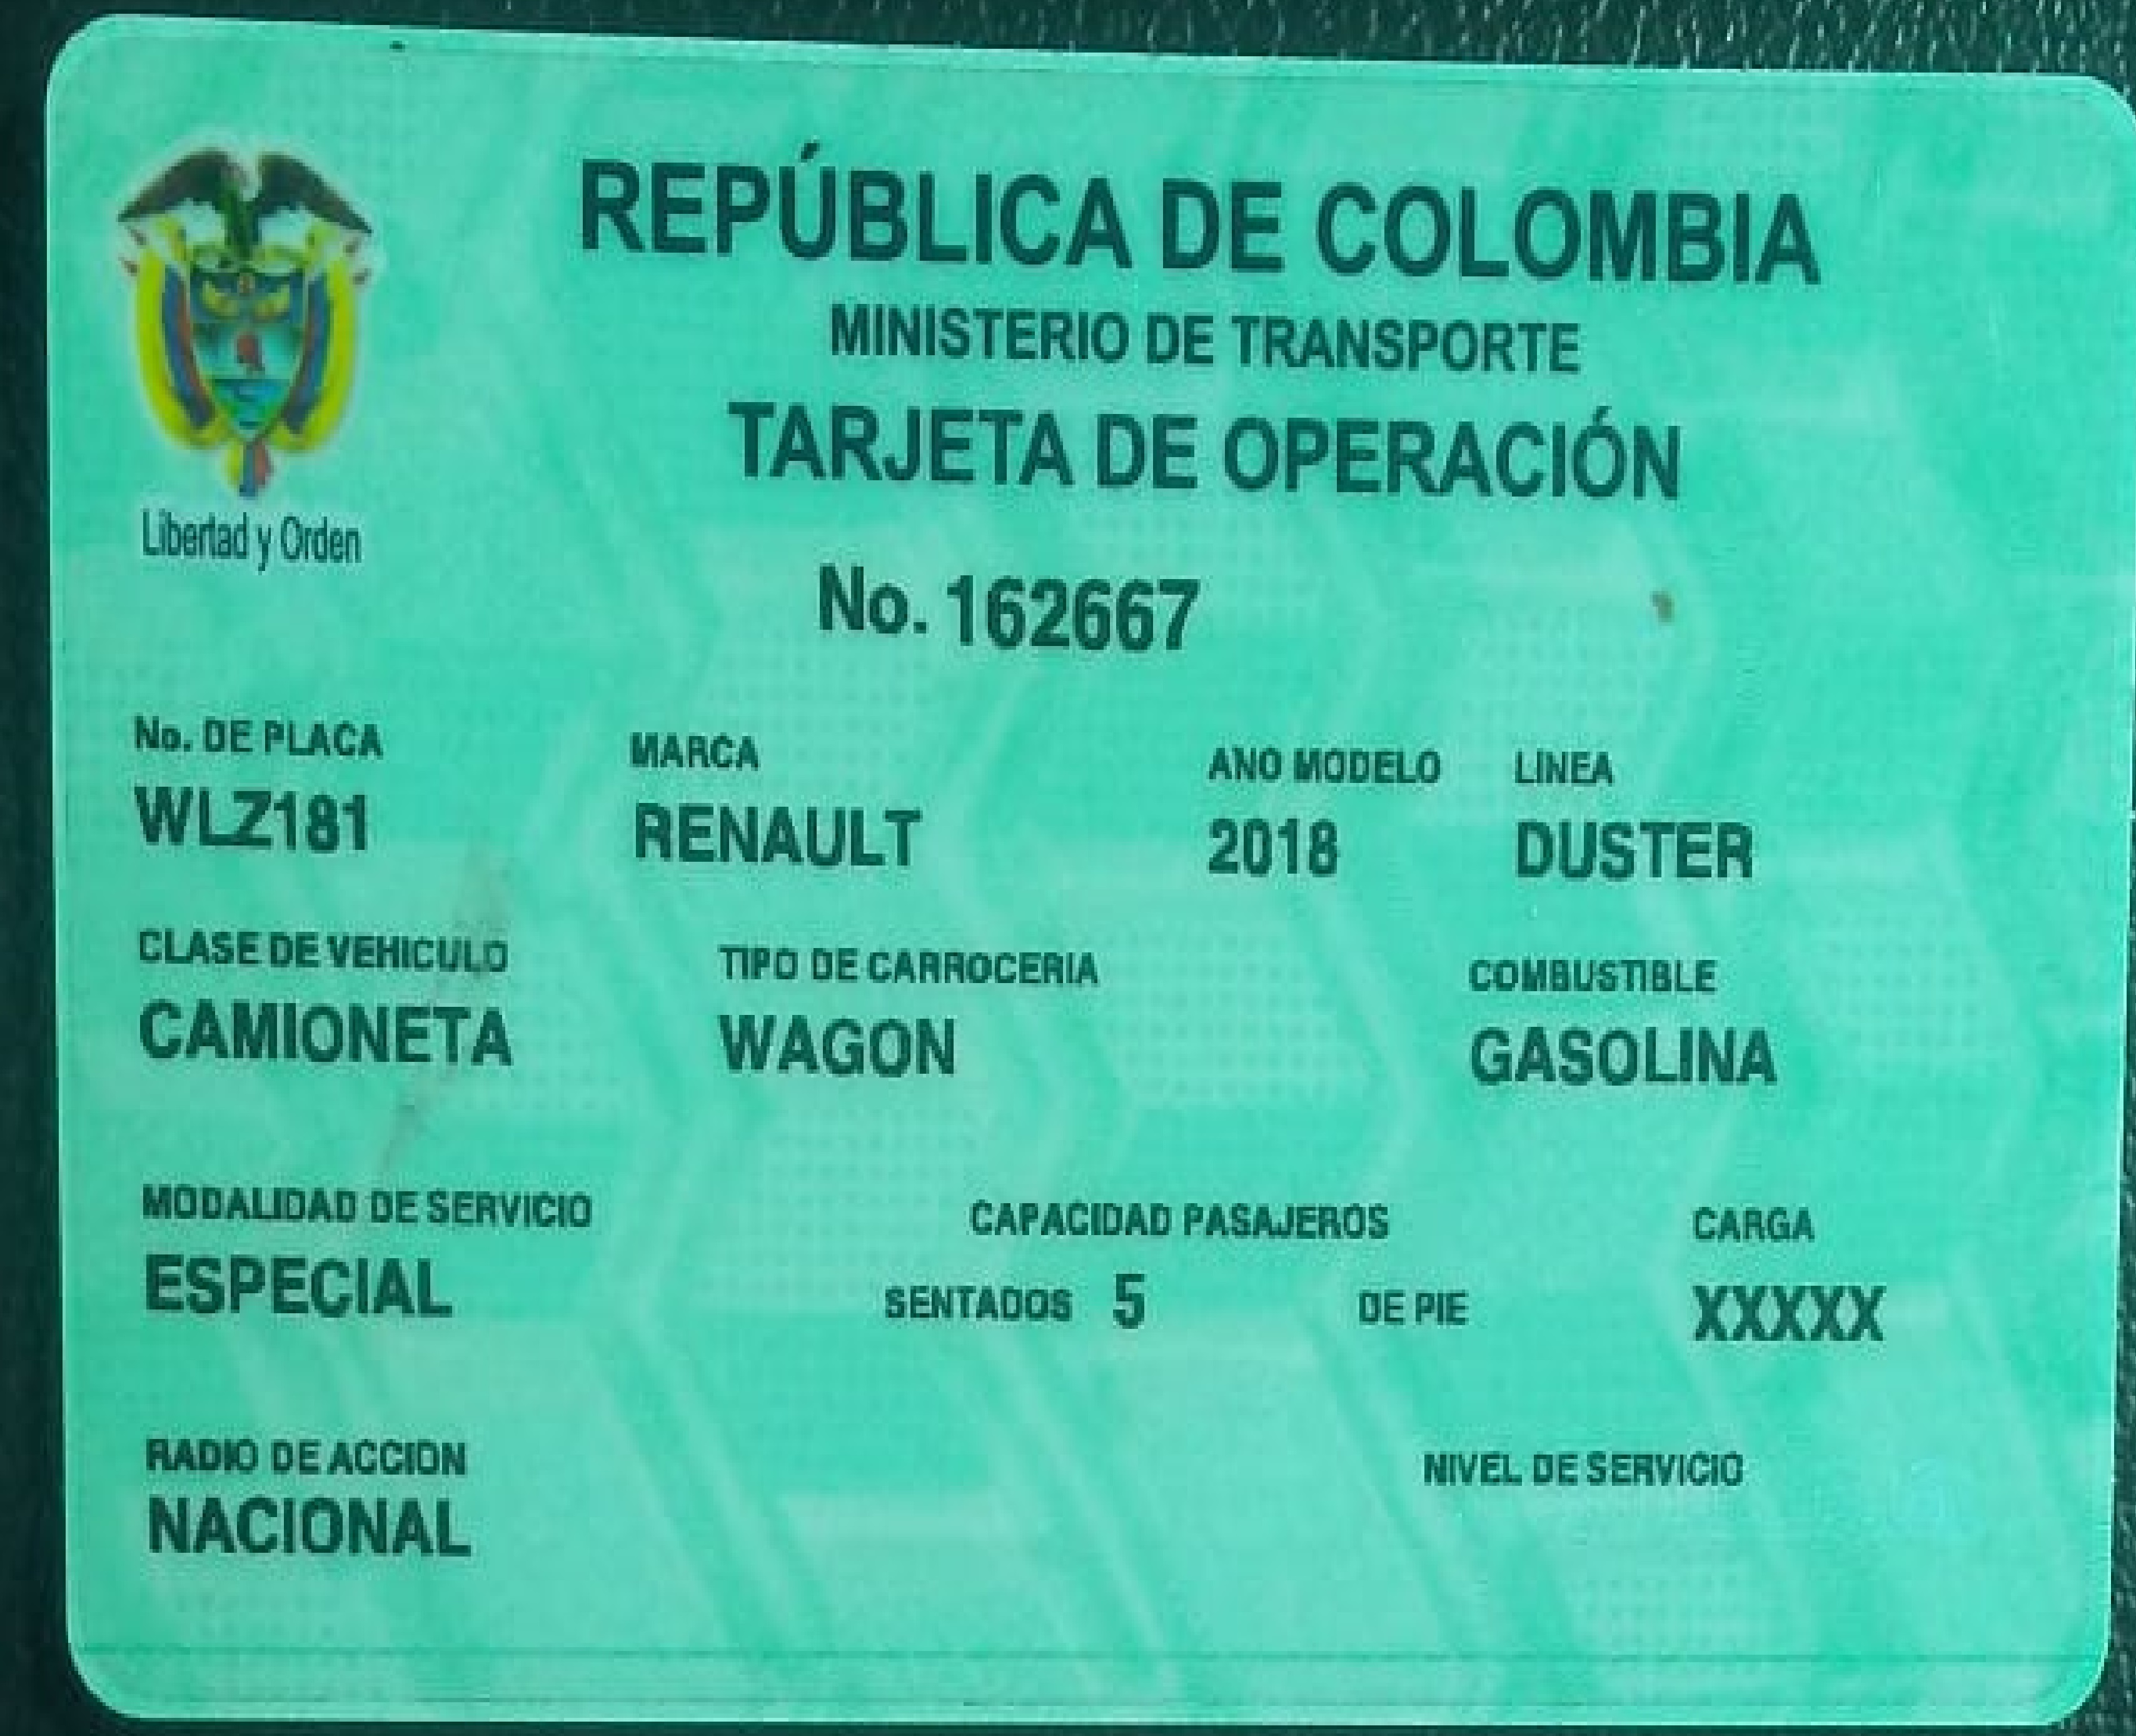 REPÚBLICA DE COLOMBIA
MINISTERIO DE TRANSPORTE
TARJETA DE OPERACIÓN
Libertad y Orden
No. 162667
No. DE PLACA MARCA AÑO MODELO LÍNEA
WLZ181 RENAULT 2018 DUSTER
CLASE DE VEHICULO TIPO DE CARROCERIA COMBUSTIBLE
CAMIONETA WAGON GASOLINA
MODALIDAD DE SERVICIO CAPACIDAD PASAJEROS CARGA
ESPECIAL SENTADOS 5 DE PIE XXXXX
RADIO DE ACCION NIVEL DE SERVICIO
NACIONAL